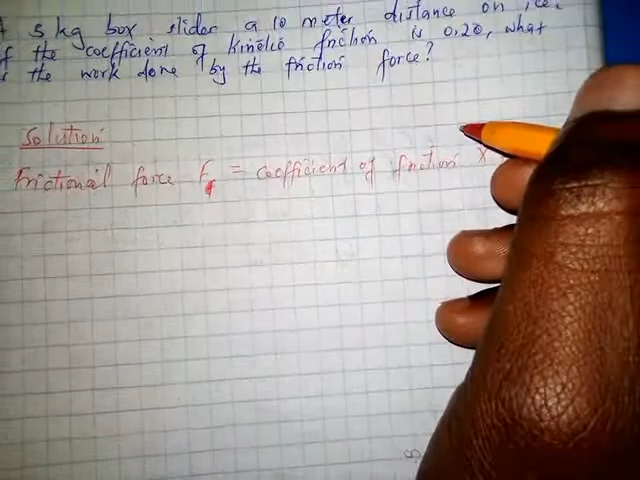 5 kg box slides a 10 meter distance on ice.
f the coefficient of kinetic friction is 0.20, what
s the work done by the friction force?
Solution
Frictional force Ff = coefficient of friction x